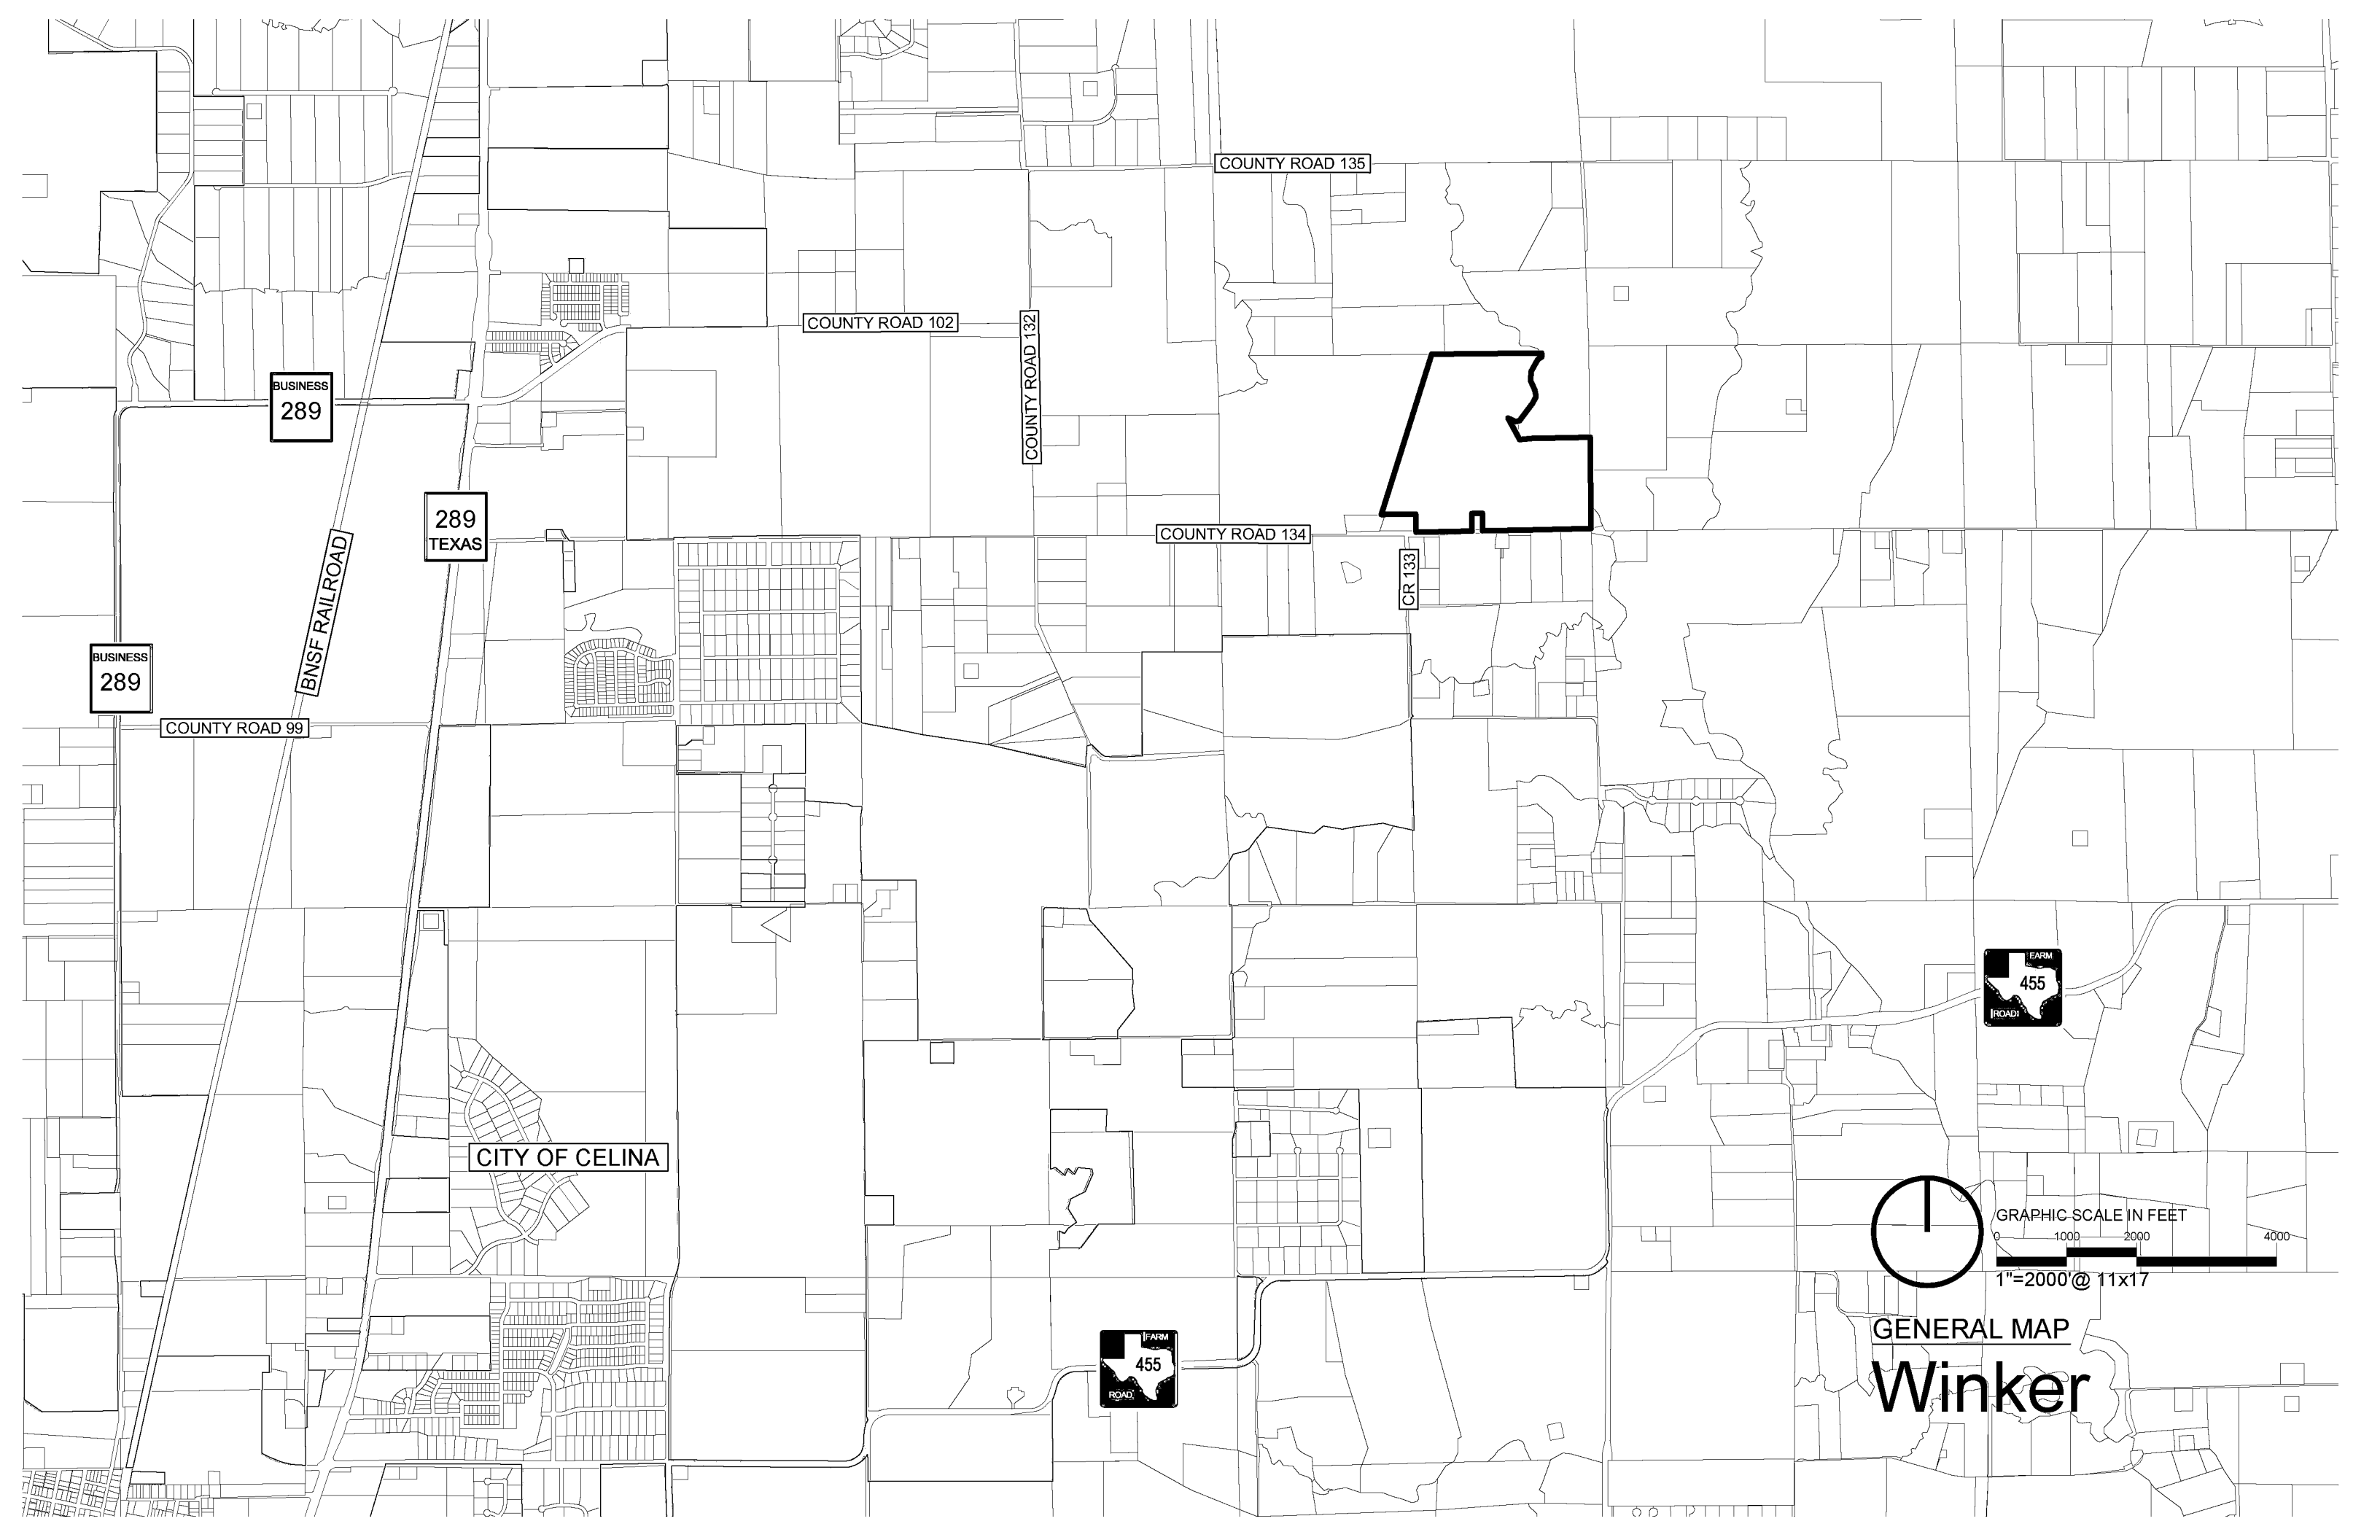 COUNTY ROAD 135
COUNTY ROAD 102
COUNTY ROAD 132
BUSINESS
289
289
TEXAS
COUNTY ROAD 134
BNSF RAILROAD
CR 133
BUSINESS
289
COUNTY ROAD 99
FARM
455
ROAD
CITY OF CELINA
GRAPHIC SCALE IN FEET
0 1000 2000 4000
1"=2000'@ 11x17
GENERAL MAP
Winker
FARM
455
ROAD